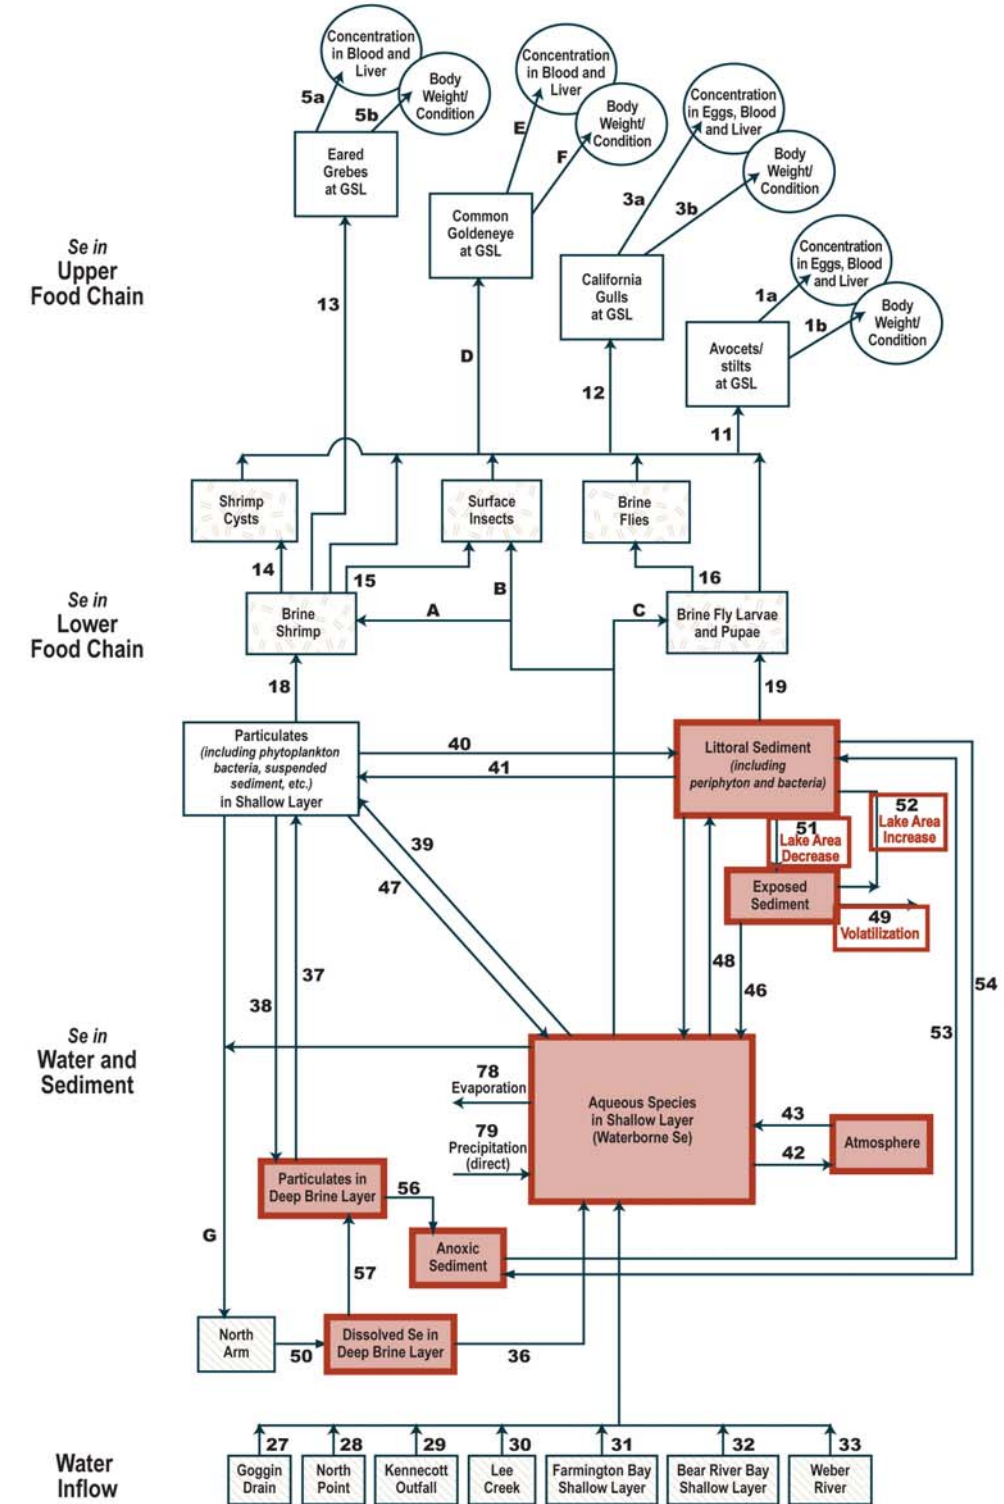 Concentration
in Blood and
Liver
Body
Weight/
Condition
5a
5b
Eared
Grebes
at GSL
Concentration
in Blood and
Liver
Body
Weight/
Condition
E
F
Common
Goldeneye
at GSL
Concentration
in Eggs, Blood
and Liver
Body
Weight/
Condition
3a
3b
California
Gulls
at GSL
Concentration
in Eggs, Blood
and Liver
Body
Weight/
Condition
1a
1b
Avocets/
stilts
at GSL
Se in
Upper
Food Chain
13
D
12
11
Shrimp
Cysts
Surface
Insects
Brine
Flies
14
15
B
16
Se in
Lower
Food Chain
Brine
Shrimp
A
C
Brine Fly Larvae
and Pupae
18
19
Particulates
(including phytoplankton
bacteria, suspended
sediment, etc.)
in Shallow Layer
40
41
Littoral Sediment
(including
periphyton and bacteria)
51
Lake Area
Decrease
52
Lake Area
Increase
39
47
Exposed
Sediment
49
Volatilization
38
37
48
46
54
53
Se in
Water and
Sediment
78
Evaporation
79
Precipitation
(direct)
Aqueous Species
in Shallow Layer
(Waterborne Se)
43
42
Atmosphere
Particulates in
Deep Brine Layer
56
Anoxic
Sediment
G
57
North
Arm
50
Dissolved Se in
Deep Brine Layer
36
Water
Inflow
27
28
29
30
31
32
33
Goggin
Drain
North
Point
Kennecott
Outfall
Lee
Creek
Farmington Bay
Shallow Layer
Bear River Bay
Shallow Layer
Weber
River